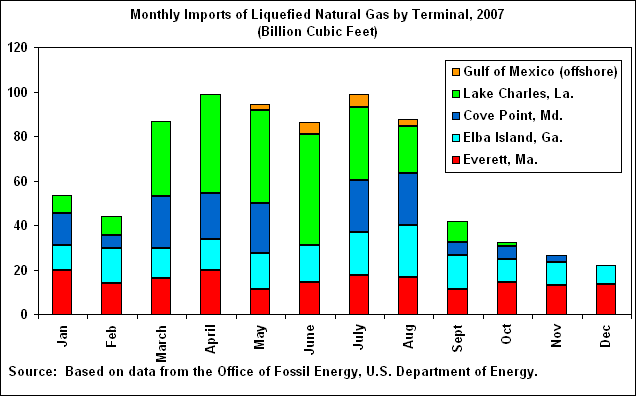 Monthly Imports of Liquefied Natural Gas by Terminal, 2007
(Billion Cubic Feet)
120
100
80
60
40
20
0
Gulf of Mexico (offshore)
Lake Charles, La.
Cove Point, Md.
Elba Island, Ga.
Everett, Ma.
Jan
Feb
March
April
May
June
July
Aug
Sept
Oct
Nov
Dec
Source:  Based on data from the Office of Fossil Energy, U.S. Department of Energy.